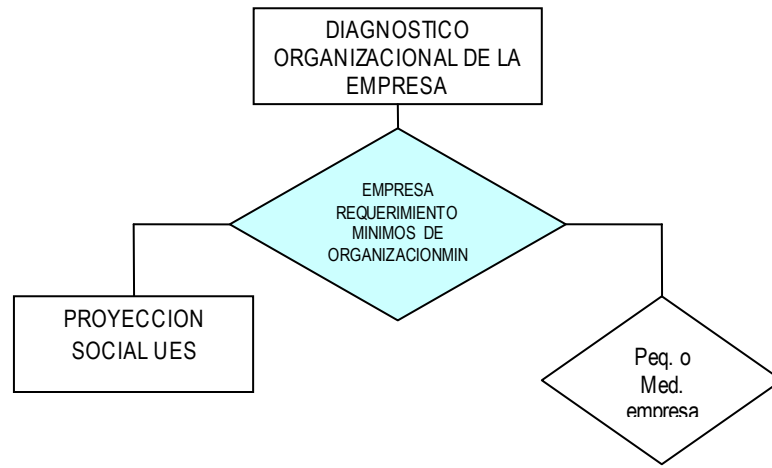 DIAGNOSTICO
ORGANIZACIONAL DE LA
EMPRESA
EMPRESA
REQUERIMIENTO
MINIMOS DE
ORGANIZACIONMIN
PROYECCION
SOCIAL UES
Peq. o
Med.
empresa